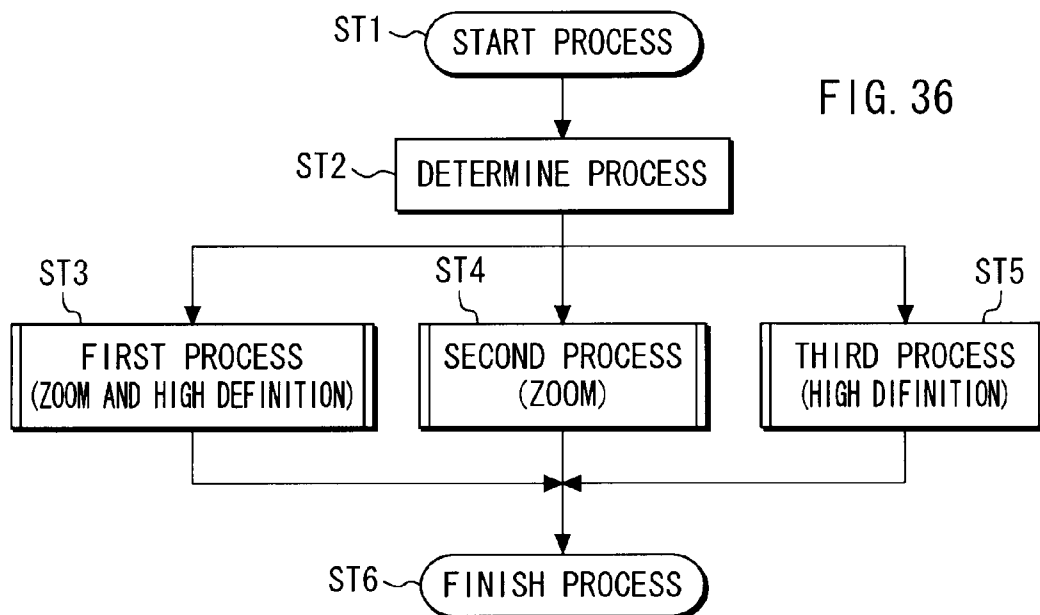 ST1
START PROCESS
FIG. 36
ST2
DETERMINE PROCESS
ST3
ST4
ST5
FIRST PROCESS
(ZOOM AND HIGH DEFINITION)
SECOND PROCESS
(ZOOM)
THIRD PROCESS
(HIGH DIFINITION)
ST6
FINISH PROCESS